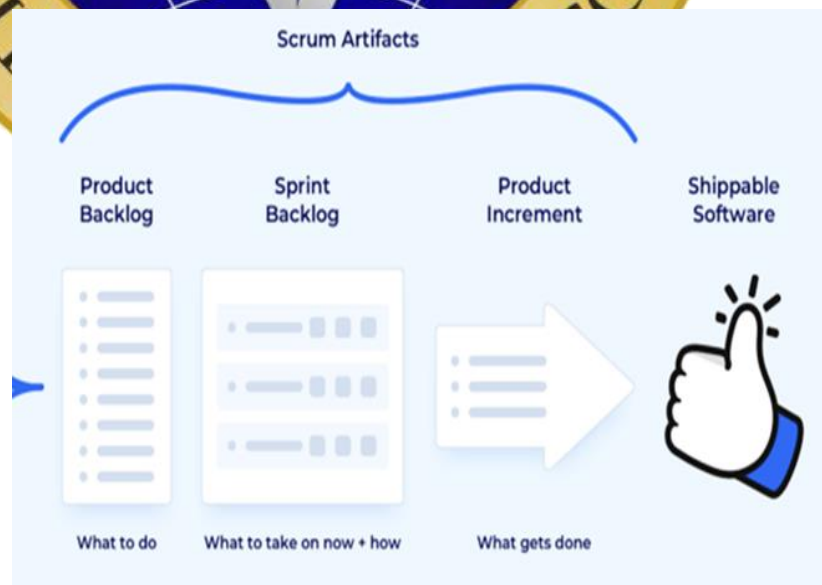 Scrum Artifacts
Product
Backlog
Sprint
Backlog
Product
Increment
Shippable
Software
What to do
What to take on now + how
What gets done